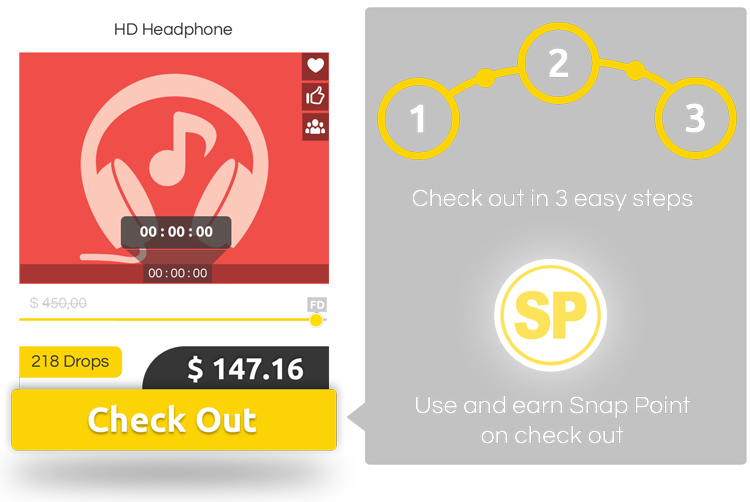 HD Headphone
00 : 00 : 00
00 : 00 : 00
$ 450,00
FD
218 Drops
$ 147.16
Check Out
1
2
3
Check out in 3 easy steps
SP
Use and earn Snap Point
on check out